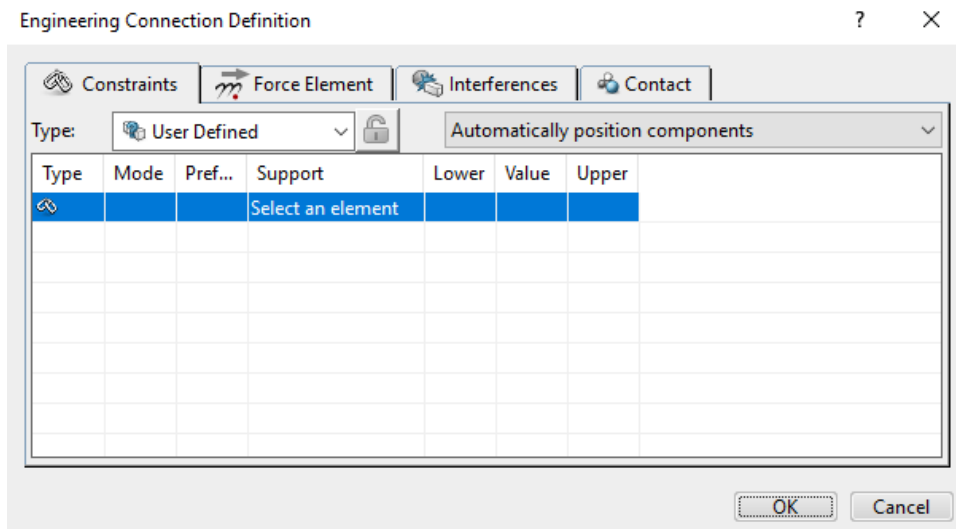 Engineering Connection Definition ?
Constraints Force Element Interferences Contact
Type: User Defined Automatically position components
Type Mode Pref... Support Lower Value Upper
Select an element
OK Cancel